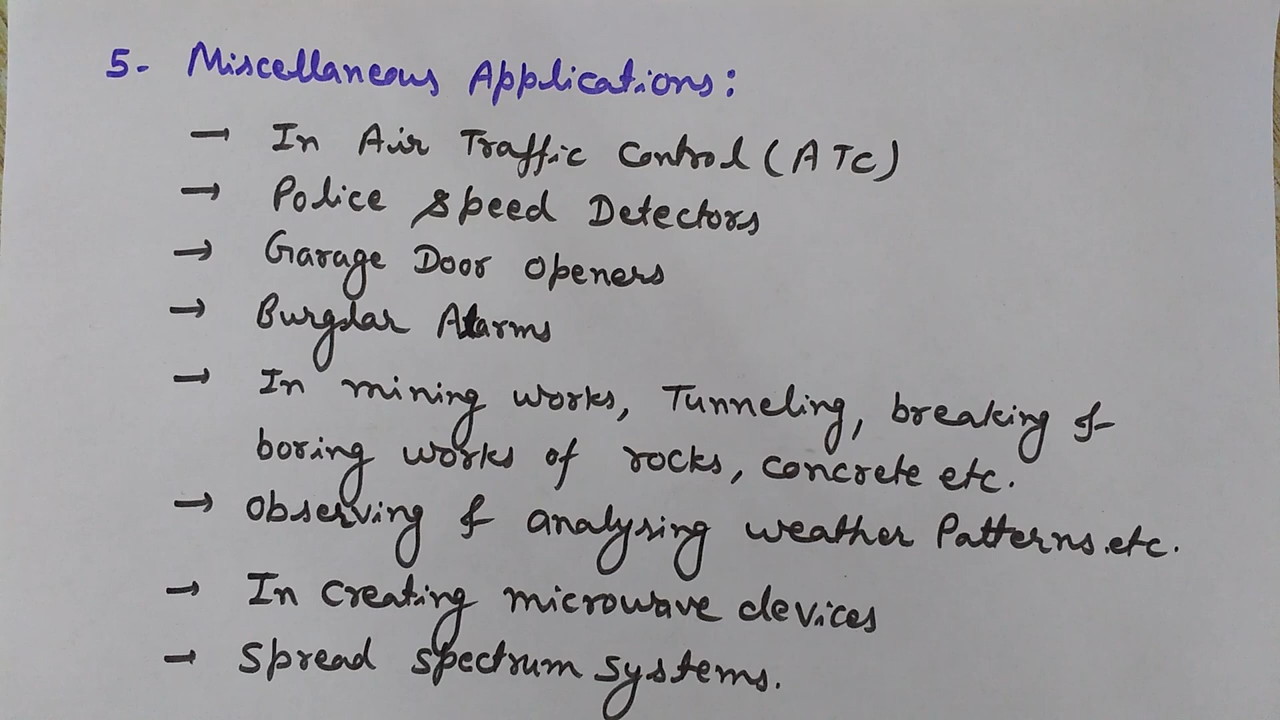 5. Miscellaneous Applications:
→ In Air Traffic Control (ATC)
→ Police Speed Detectors
→ Garage Door Openers
→ Burglar Alarms
→ In mining works, Tunneling, breaking &
boring works of rocks, concrete etc.
→ Observing & analysing weather Patterns.etc.
→ In creating microwave devices
→ Spread spectrum systems.